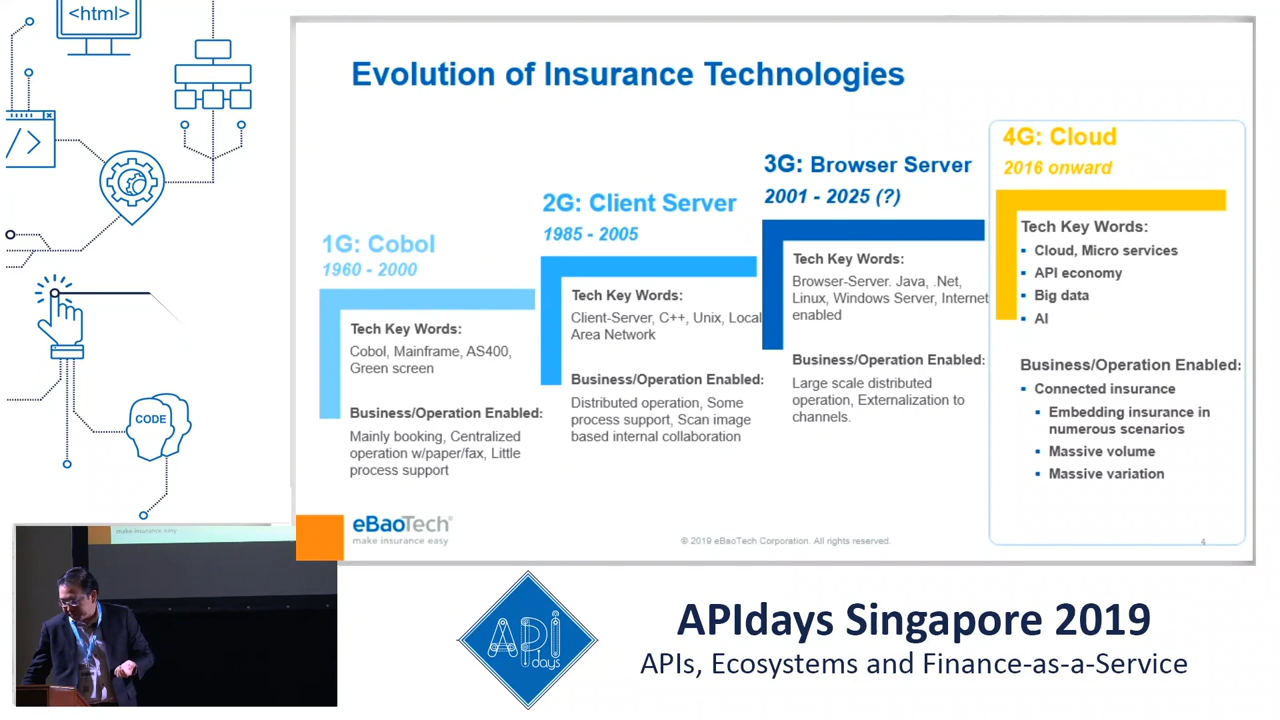 <html>
</>
CODE
Evolution of Insurance Technologies
1G: Cobol
1960 - 2000
Tech Key Words:
Cobol, Mainframe, AS400,
Green screen
Business/Operation Enabled:
Mainly booking, Centralized
operation w/paper/fax, Little
process support
2G: Client Server
1985 - 2005
Tech Key Words:
Client-Server, C++, Unix, Local
Area Network
Business/Operation Enabled:
Distributed operation, Some
process support, Scan image
based internal collaboration
3G: Browser Server
2001 - 2025 (?)
Tech Key Words:
Browser-Server. Java, .Net,
Linux, Windows Server, Internet
enabled
Business/Operation Enabled:
Large scale distributed
operation, Externalization to
channels.
4G: Cloud
2016 onward
Tech Key Words:
Cloud, Micro services
API economy
Big data
AI
Business/Operation Enabled:
Connected insurance
Embedding insurance in
numerous scenarios
Massive volume
Massive variation
eBaoTech®
make insurance easy
© 2019 eBaoTech Corporation. All rights reserved.
4
make insurance easy
API
days
APIdays Singapore 2019
APIs, Ecosystems and Finance-as-a-Service